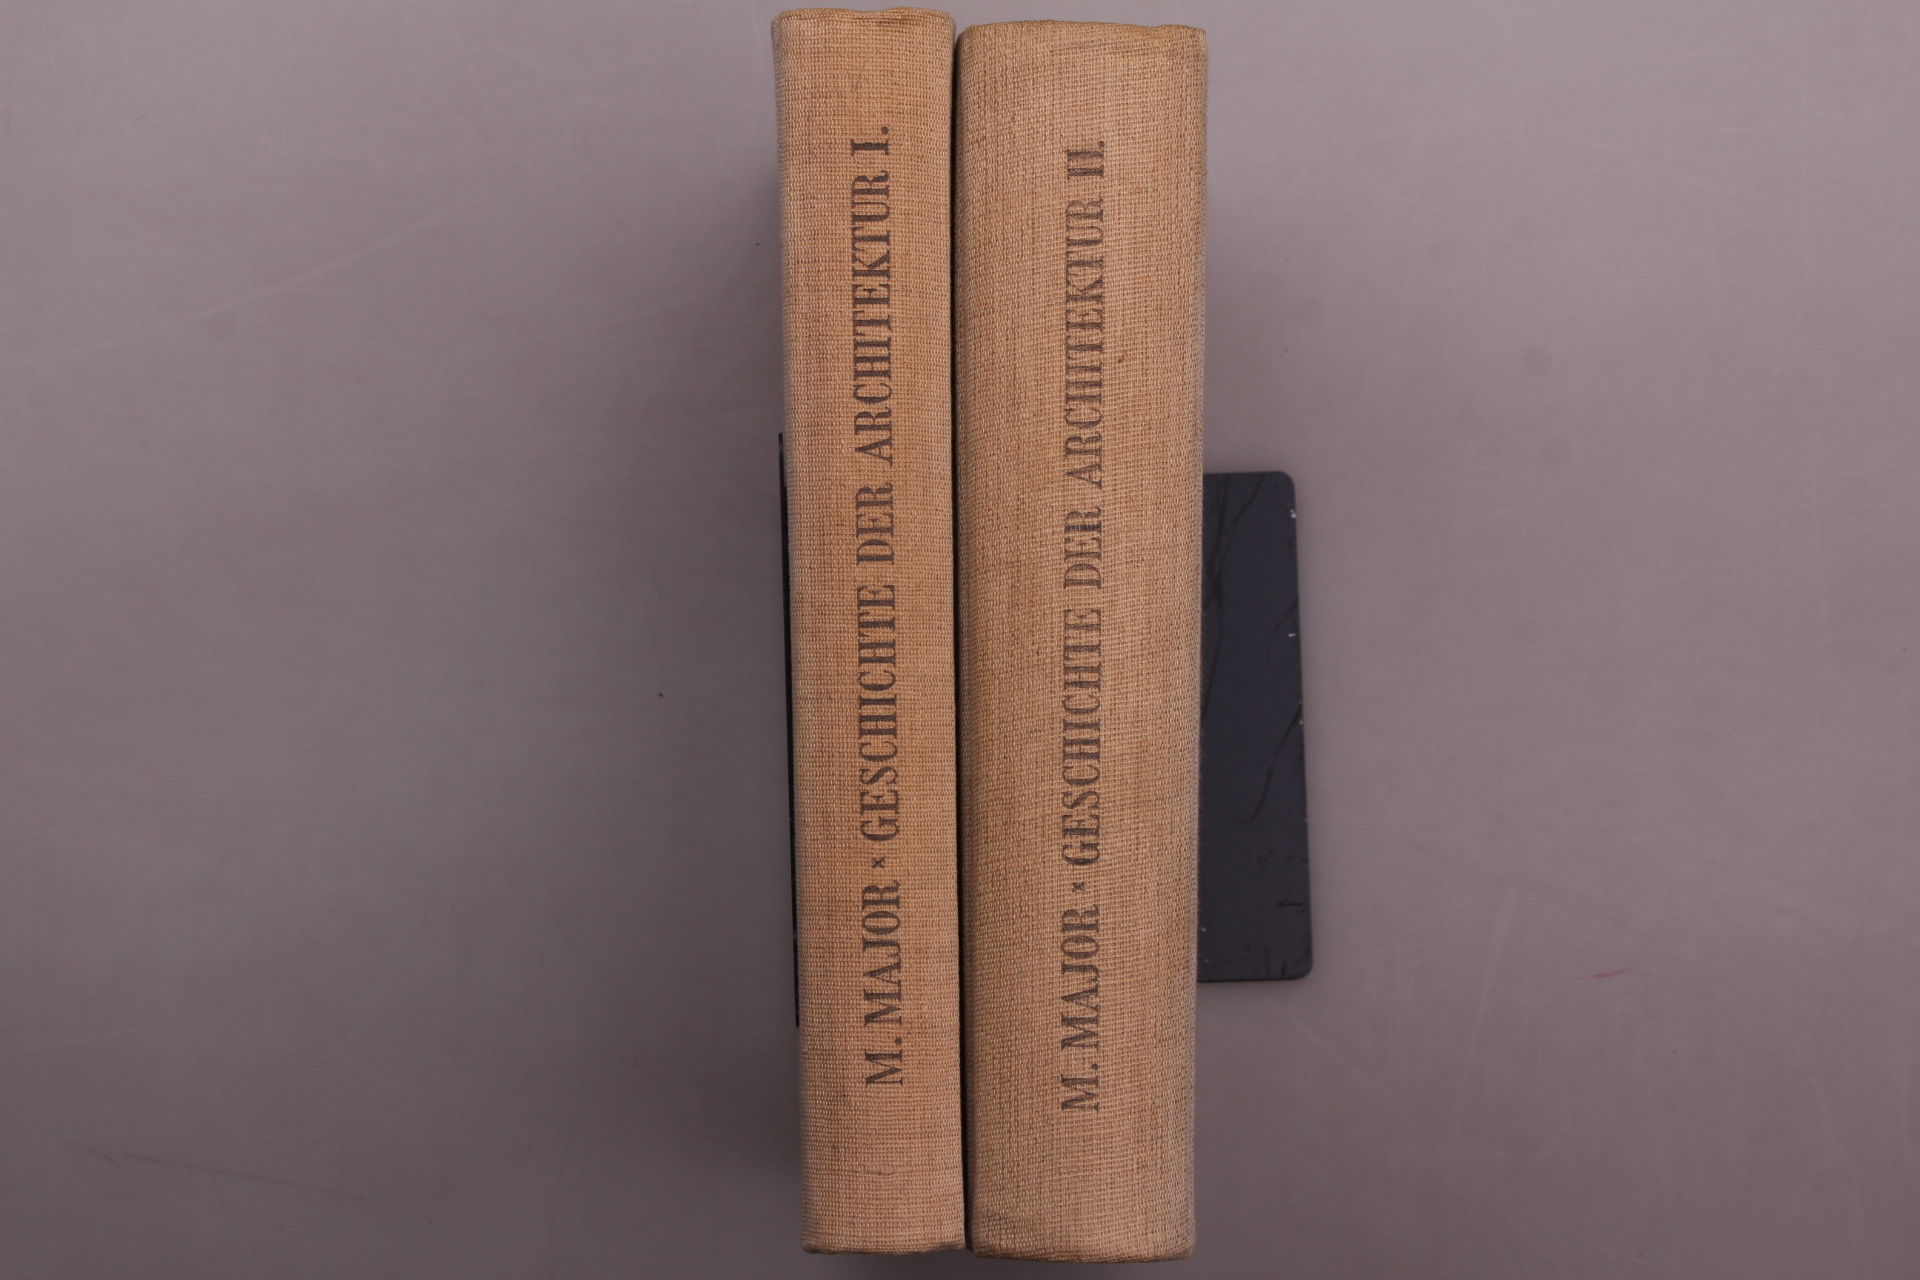 M. MAJOR × GESCHICHTE DER ARCHITEKTUR I.
M. MAJOR × GESCHICHTE DER ARCHITEKTUR II.